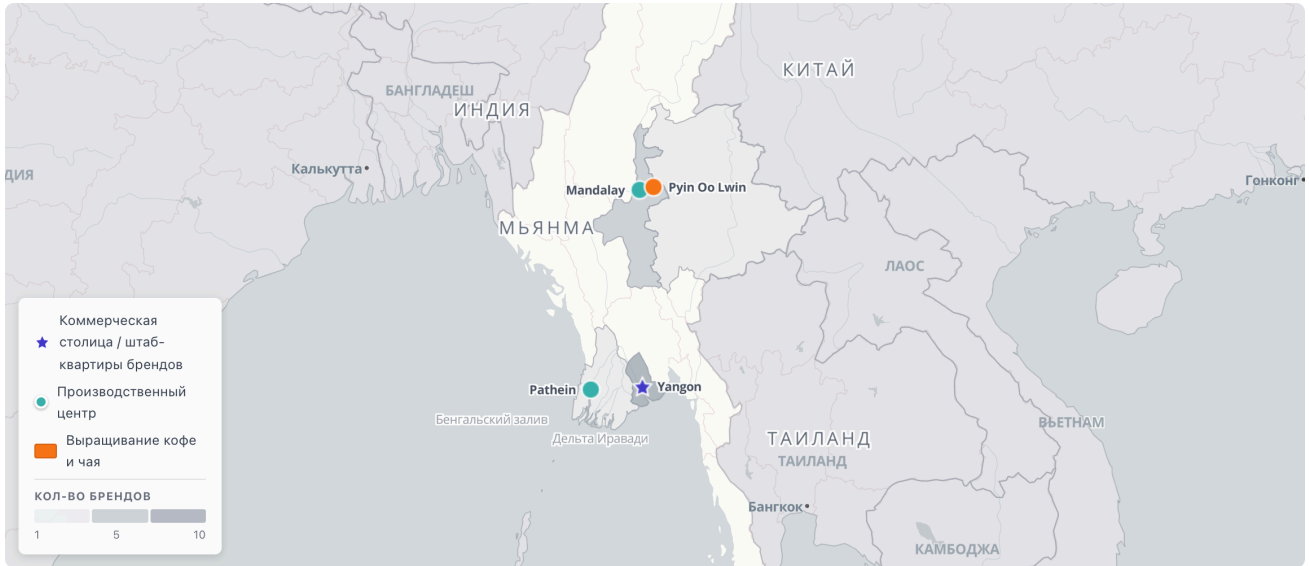 КИТАЙ
БАНГЛАДЕШ
ИНДИЯ
Калькутта
ДИЯ
Гонконг
Mandalay
Pyin Oo Lwin
МЬЯНМА
ЛАОС
Коммерческая
столица / штаб-
квартиры брендов
Производственный
центр
Выращивание кофе
и чая
КОЛ-ВО БРЕНДОВ
1 5 10
Pathein
Yangon
Бенгальский залив
Дельта Иравади
ТАИЛАНД
ТАИЛАНД
ВЬЕТНАМ
Бангкок
КАМБОДЖА